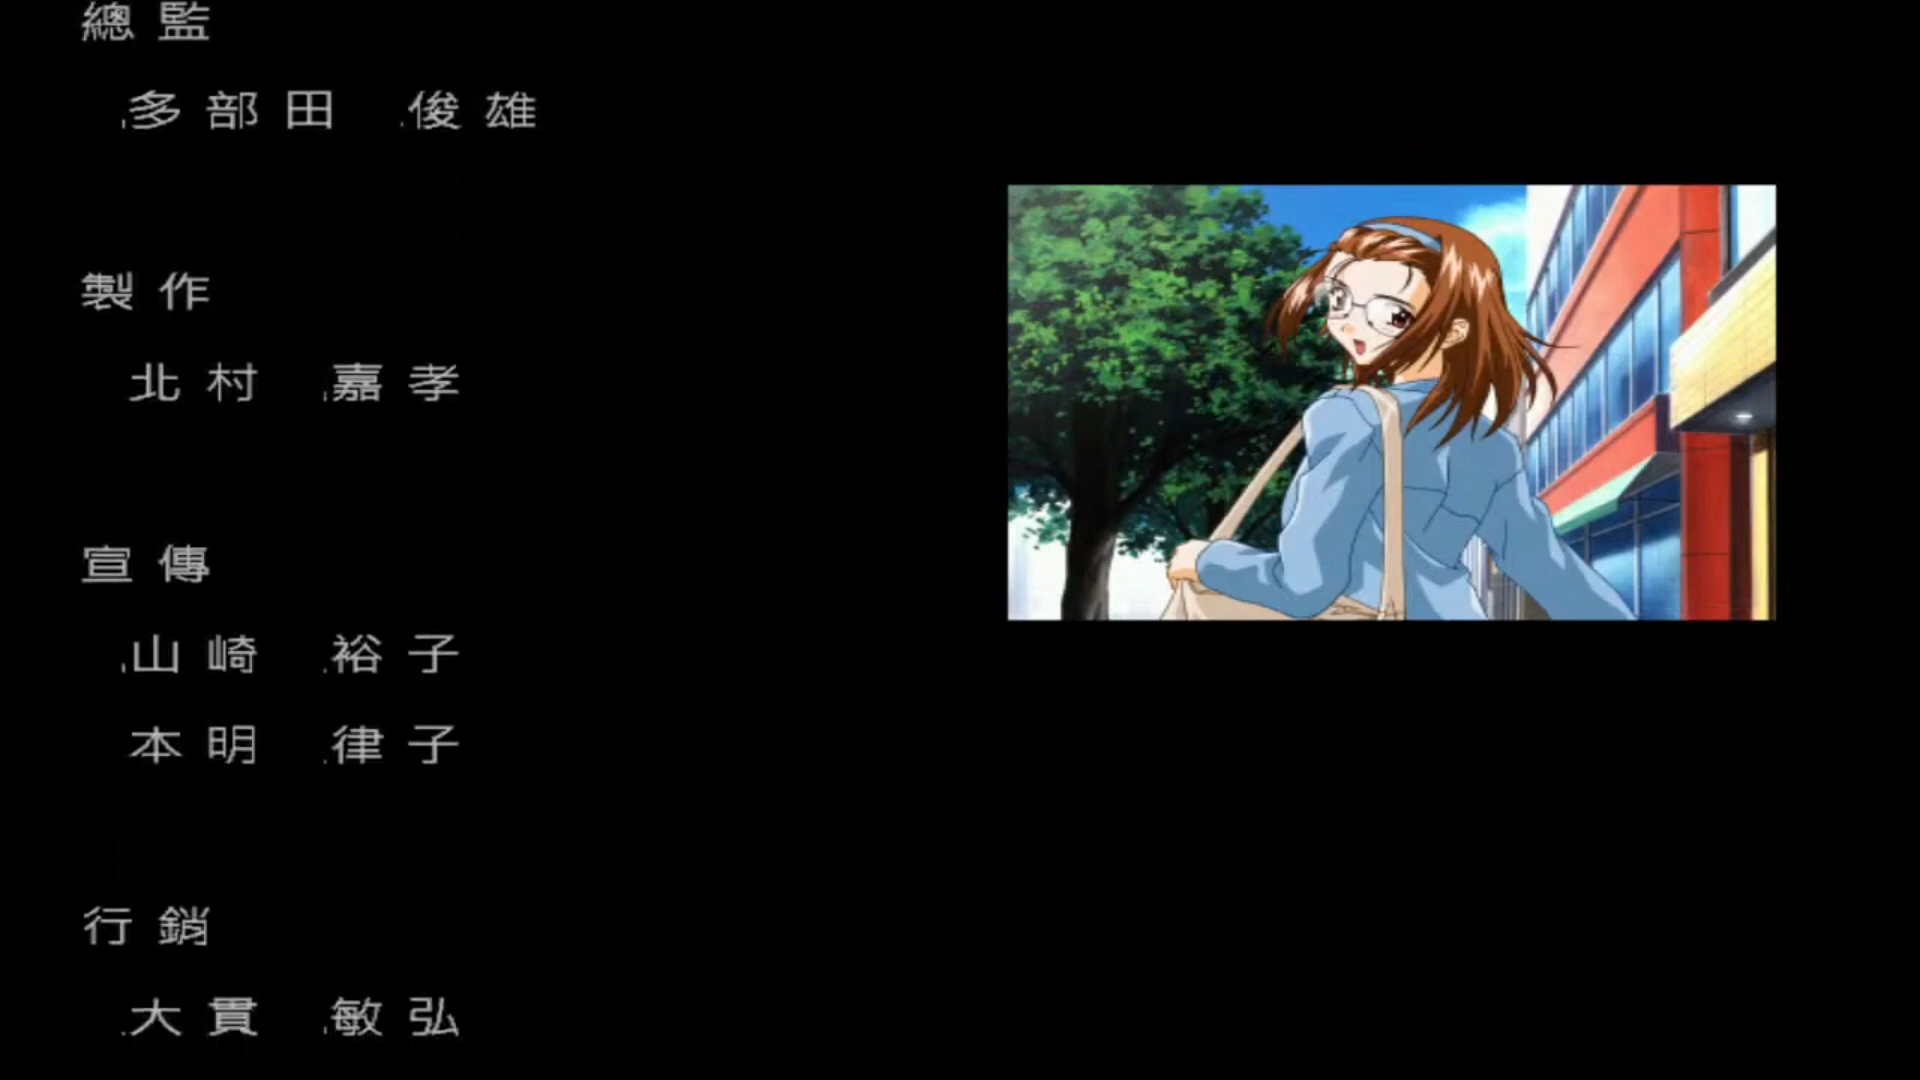 總監
多部田 俊雄
製作
北村 嘉孝
宣傳
山崎 裕子
本明 律子
行銷
大貫 敏弘